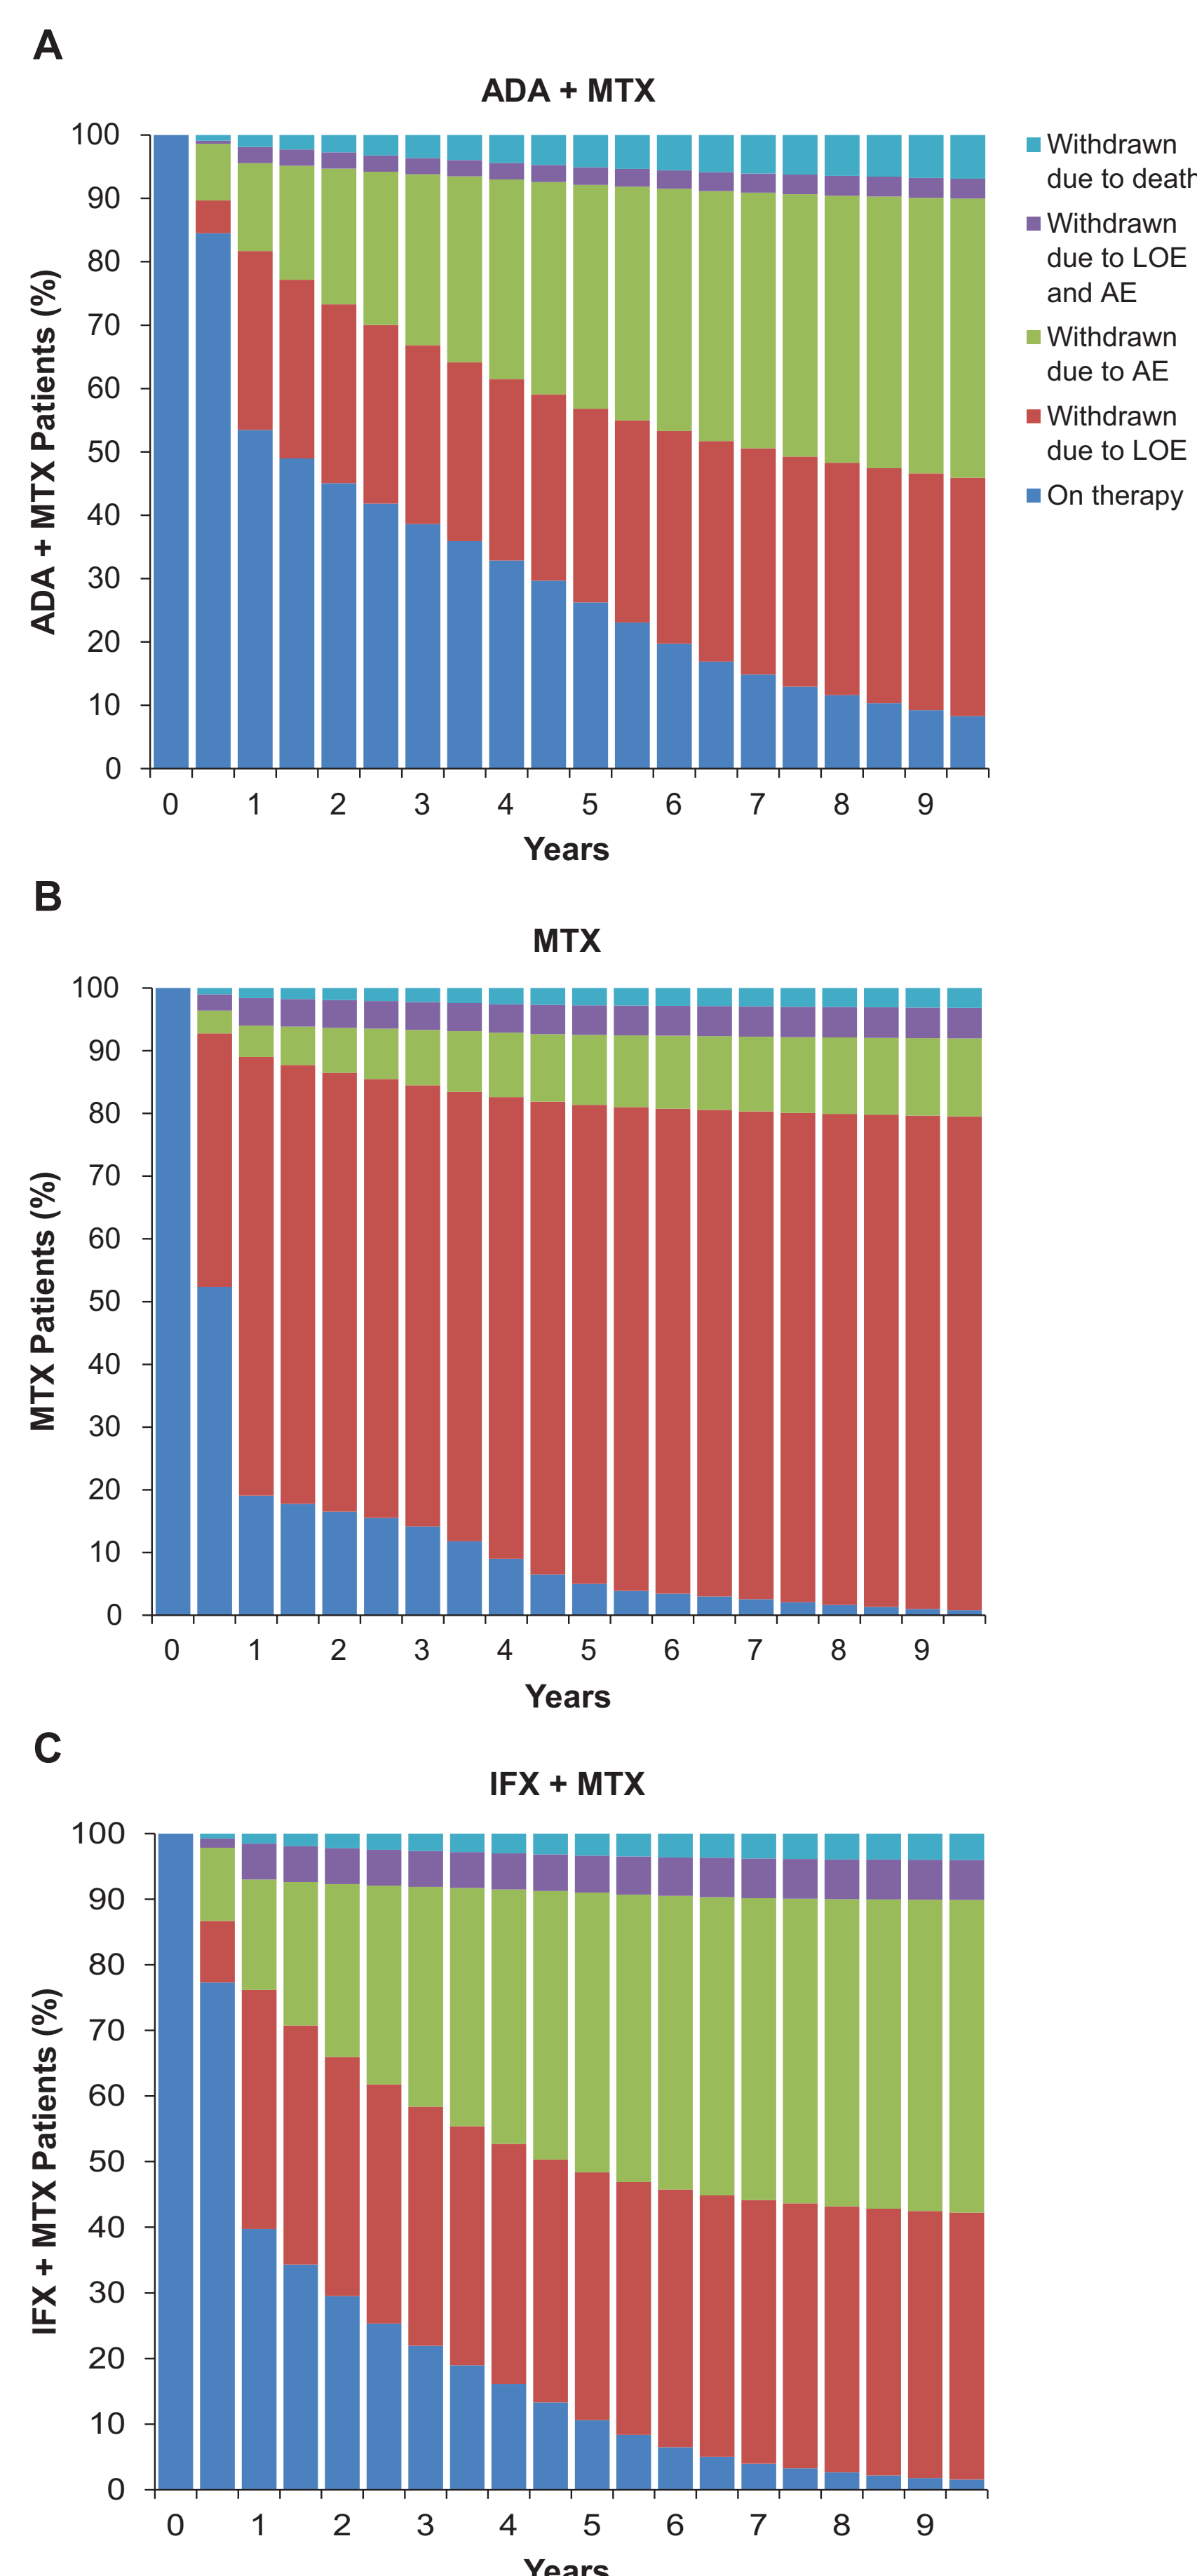 A
ADA + MTX
ADA + MTX Patients (%)
100
90
80
70
60
50
40
30
20
10
0
0 1 2 3 4 5 6 7 8 9
Years
Withdrawn
due to death
Withdrawn
due to LOE
and AE
Withdrawn
due to AE
Withdrawn
due to LOE
On therapy
B
MTX
MTX Patients (%)
100
90
80
70
60
50
40
30
20
10
0
0 1 2 3 4 5 6 7 8 9
Years
C
IFX + MTX
IFX + MTX Patients (%)
100
90
80
70
60
50
40
30
20
10
0
0 1 2 3 4 5 6 7 8 9
Years